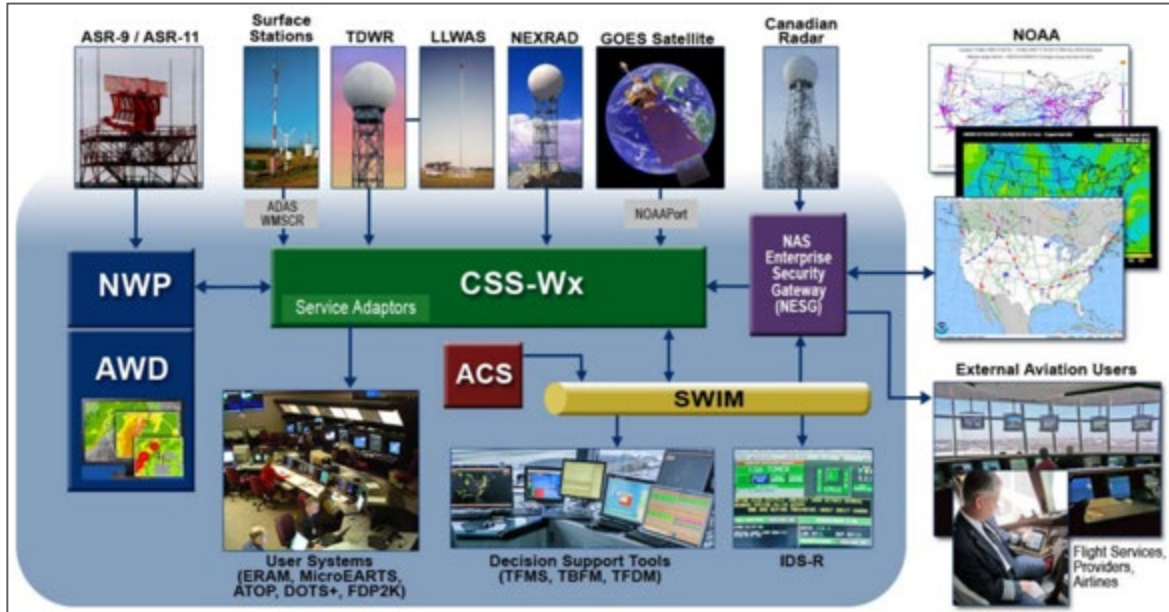 ASR-9 / ASR-11
Surface
Stations
TDWR
LLWAS
NEXRAD
GOES Satellite
Canadian
Radar
NOAA
ADAS
WMSCR
NOAAPort
NWP
CSS-Wx
Service Adaptors
NAS
Enterprise
Security
Gateway
(NESG)
AWD
ACS
SWIM
External Aviation Users
User Systems
(ERAM, MicroEARTS,
ATOP, DOTS+, FDP2K)
Decision Support Tools
(TFMS, TBFM, TFDM)
IDS-R
Flight Services,
Providers,
Airlines